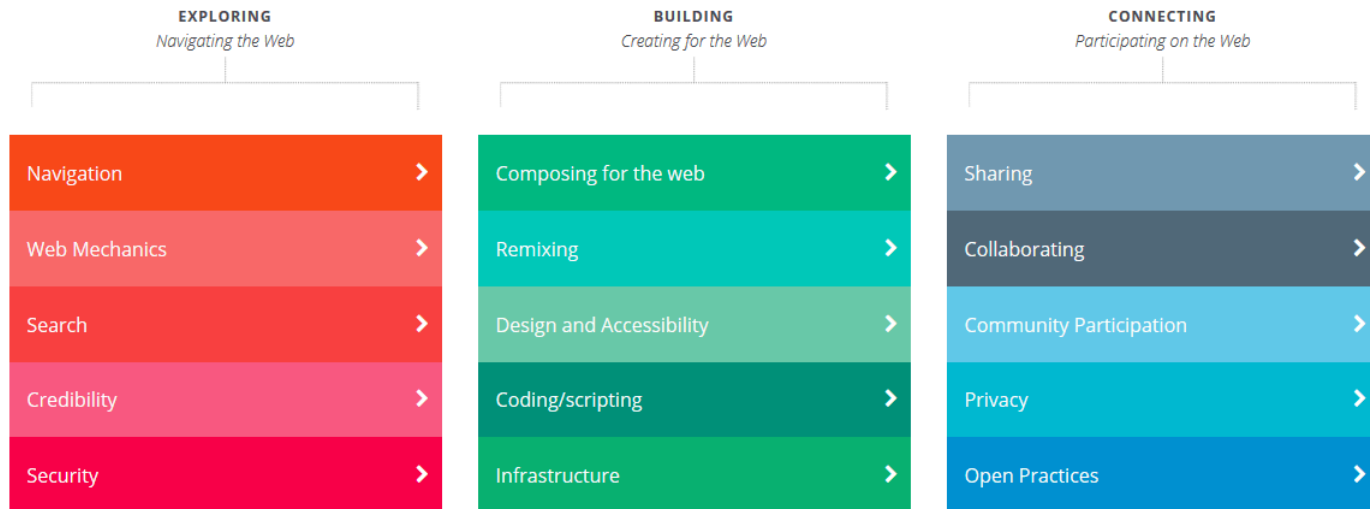 EXPLORING
Navigating the Web
Navigation
Web Mechanics
Search
Credibility
Security
BUILDING
Creating for the Web
Composing for the web
Remixing
Design and Accessibility
Coding/scripting
Infrastructure
CONNECTING
Participating on the Web
Sharing
Collaborating
Community Participation
Privacy
Open Practices